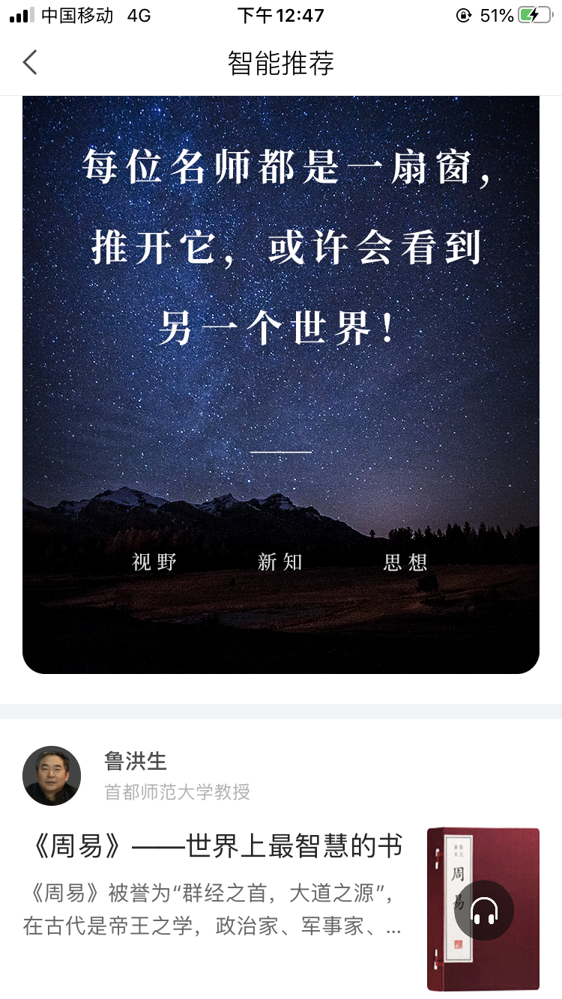 中国移动 4G 下午12:47 51%
智能推荐
每位名师都是一扇窗，
推开它，或许会看到
另一个世界！
视野 新知 思想
鲁洪生
首都师范大学教授
《周易》——世界上最智慧的书
《周易》被誉为“群经之首，大道之源”，
在古代是帝王之学，政治家、军事家、...
周易